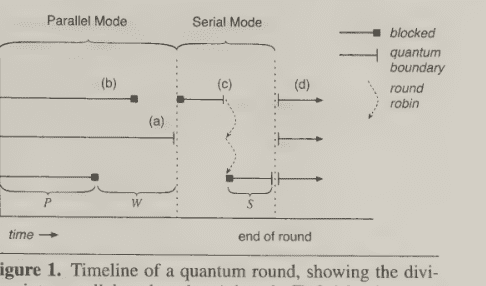 Parallel Mode
Serial Mode
blocked
quantum
boundary
round
robin
(b)
(c)
(d)
(a)
P
W
S
time
end of round
igure 1. Timeline of a quantum round, showing the divi-